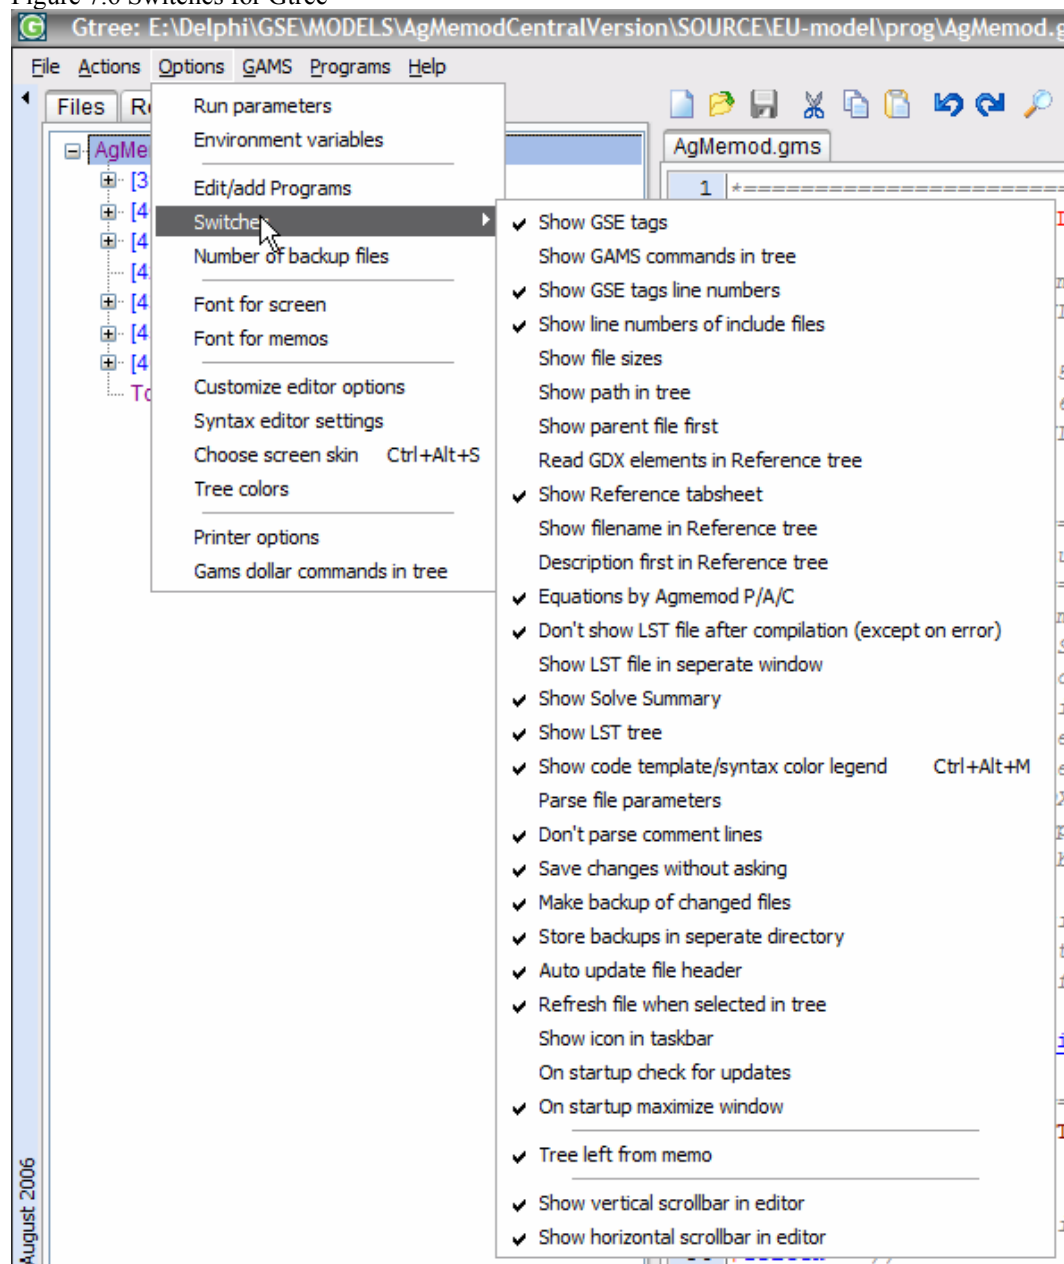 Figure 7.6 Switches for Gtree
Gtree: E:\Delphi\GSE\MODELS\AgMemodCentralVersion\SOURCE\EU-model\prog\AgMemod.g
File Actions Options GAMS Programs Help
Files
AgMemod.gms
Run parameters
Environment variables
Edit/add Programs
Switches
Number of backup files
Font for screen
Font for memos
Customize editor options
Syntax editor settings
Choose screen skin Ctrl+Alt+S
Tree colors
Printer options
Gams dollar commands in tree
1 *=======================
Show GSE tags
Show GAMS commands in tree
Show GSE tags line numbers
Show line numbers of include files
Show file sizes
Show path in tree
Show parent file first
Read GDX elements in Reference tree
Show Reference tabsheet
Show filename in Reference tree
Description first in Reference tree
Equations by Agmemod P/A/C
Don't show LST file after compilation (except on error)
Show LST file in seperate window
Show Solve Summary
Show LST tree
Show code template/syntax color legend Ctrl+Alt+M
Parse file parameters
Don't parse comment lines
Save changes without asking
Make backup of changed files
Store backups in seperate directory
Auto update file header
Refresh file when selected in tree
Show icon in taskbar
On startup check for updates
On startup maximize window
Tree left from memo
Show vertical scrollbar in editor
Show horizontal scrollbar in editor
August 2006